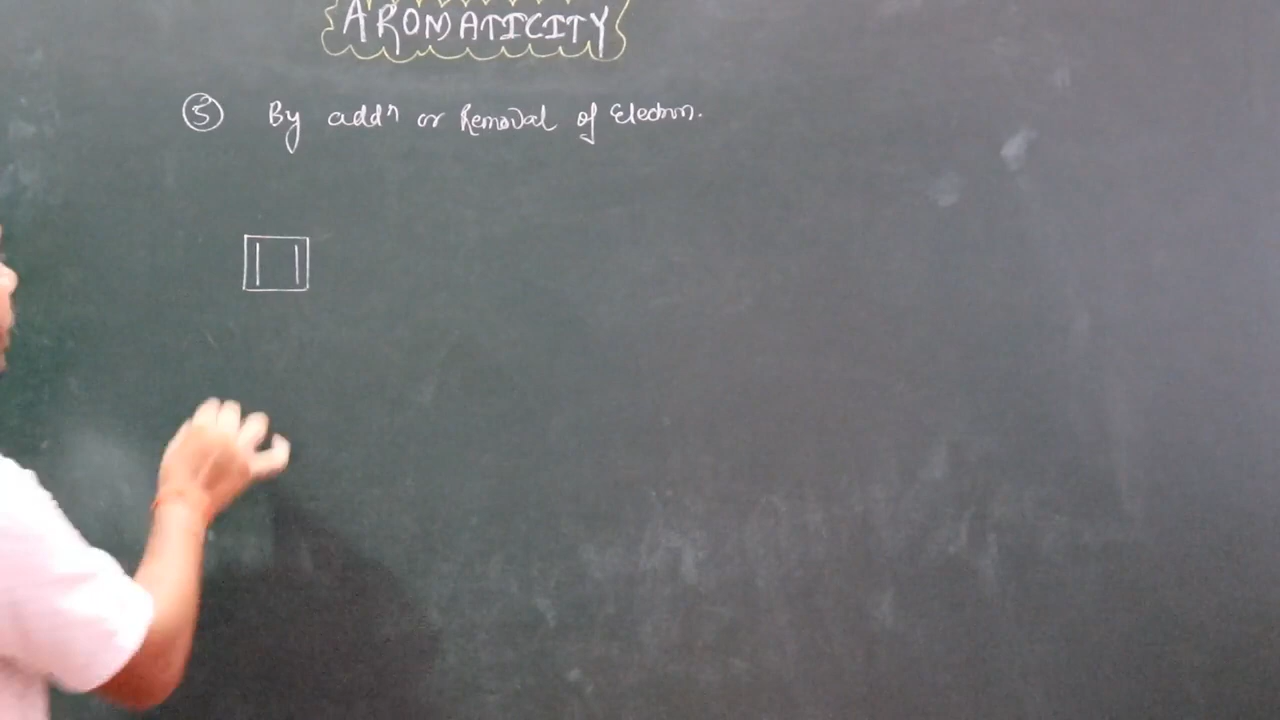 AROMATICITY
⑤ By addⁿ or Removal of Electron.